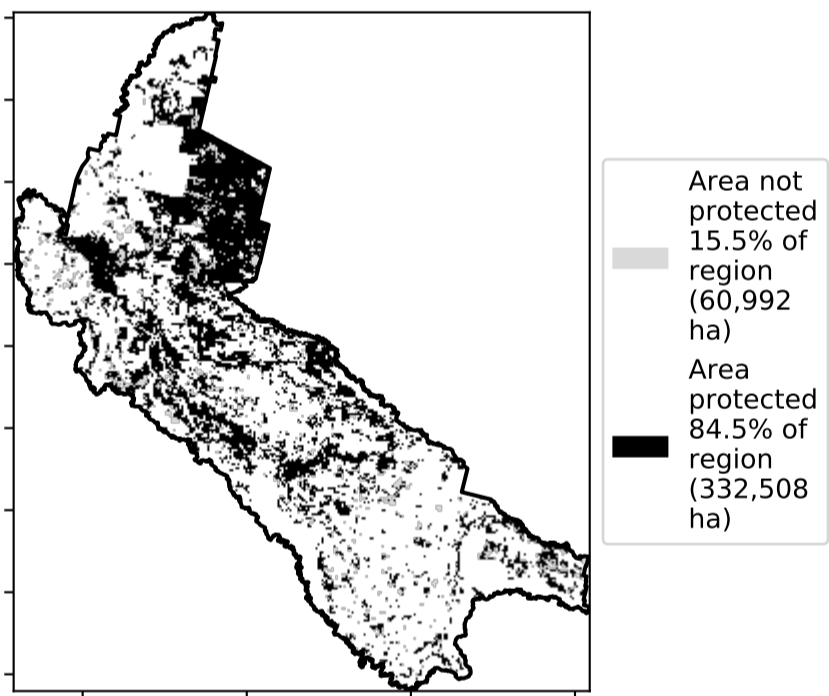 Area not
protected
15.5% of
region
(60,992
ha)
Area
protected
84.5% of
region
(332,508
ha)